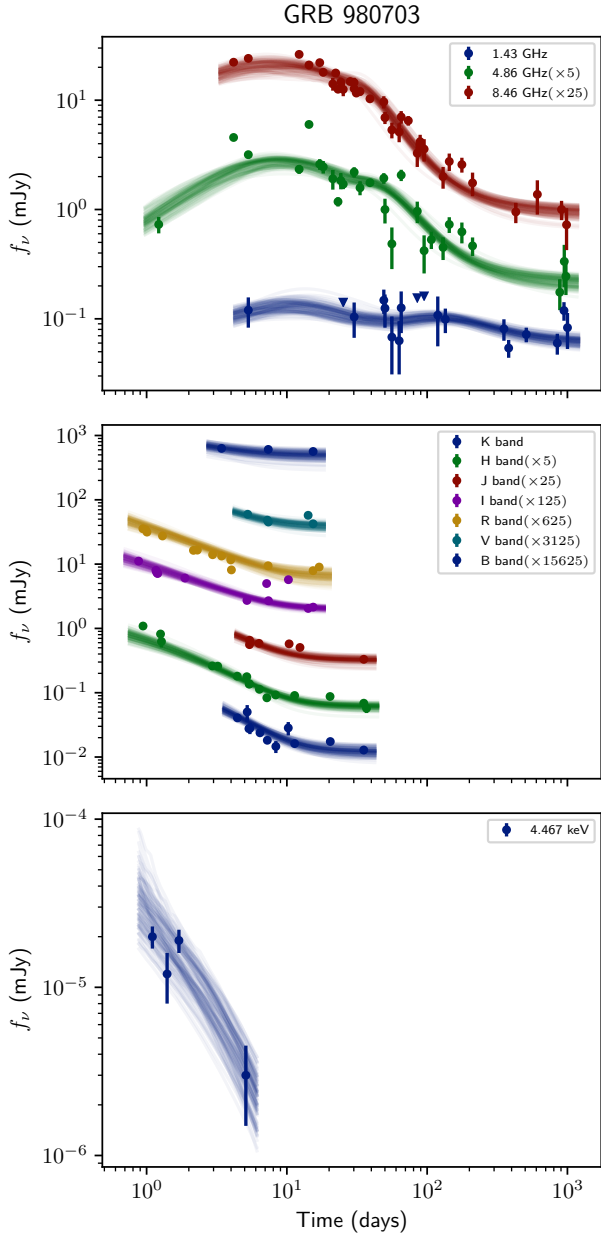 GRB 980703
10¹
10⁰
10⁻¹
f_ν (mJy)
1.43 GHz
4.86 GHz(×5)
8.46 GHz(×25)
10³
10²
10¹
10⁰
10⁻¹
10⁻²
f_ν (mJy)
K band
H band(×5)
J band(×25)
I band(×125)
R band(×625)
V band(×3125)
B band(×15625)
10⁻⁴
10⁻⁵
10⁻⁶
f_ν (mJy)
4.467 keV
10⁰ 10¹ 10² 10³
Time (days)